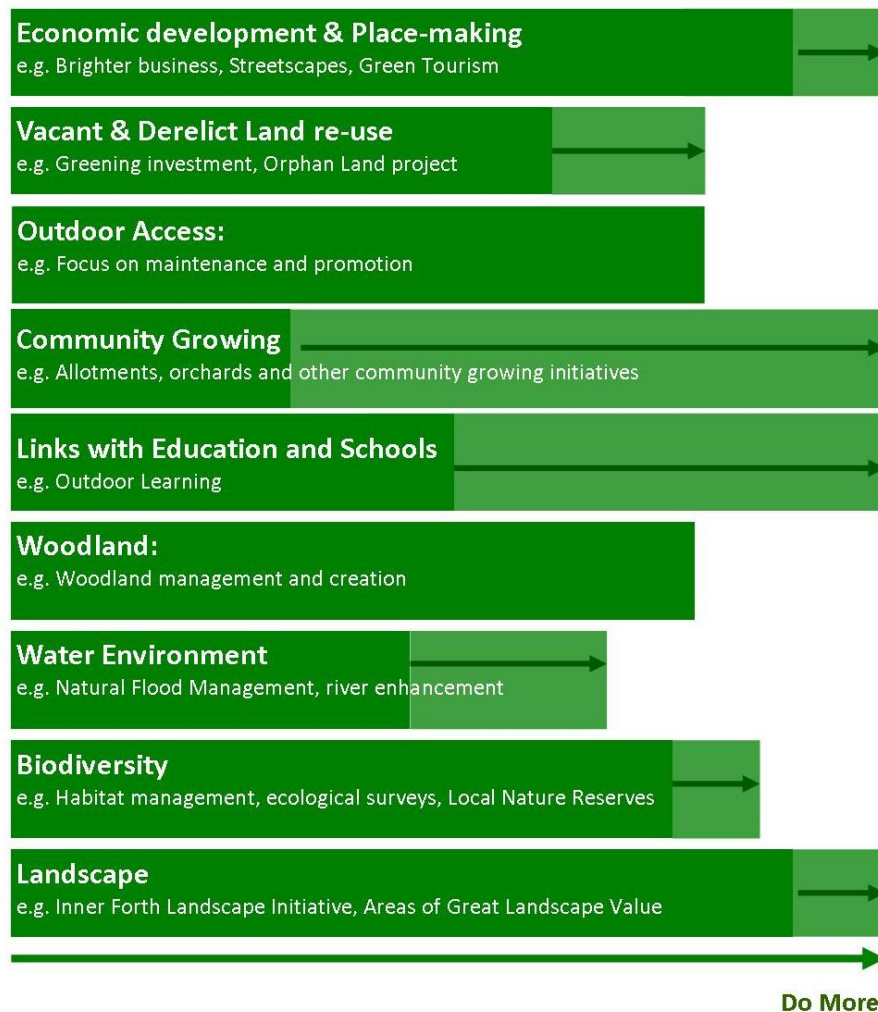 Economic development & Place-making
e.g. Brighter business, Streetscapes, Green Tourism
Vacant & Derelict Land re-use
e.g. Greening investment, Orphan Land project
Outdoor Access:
e.g. Focus on maintenance and promotion
Community Growing
e.g. Allotments, orchards and other community growing initiatives
Links with Education and Schools
e.g. Outdoor Learning
Woodland:
e.g. Woodland management and creation
Water Environment
e.g. Natural Flood Management, river enhancement
Biodiversity
e.g. Habitat management, ecological surveys, Local Nature Reserves
Landscape
e.g. Inner Forth Landscape Initiative, Areas of Great Landscape Value
Do More